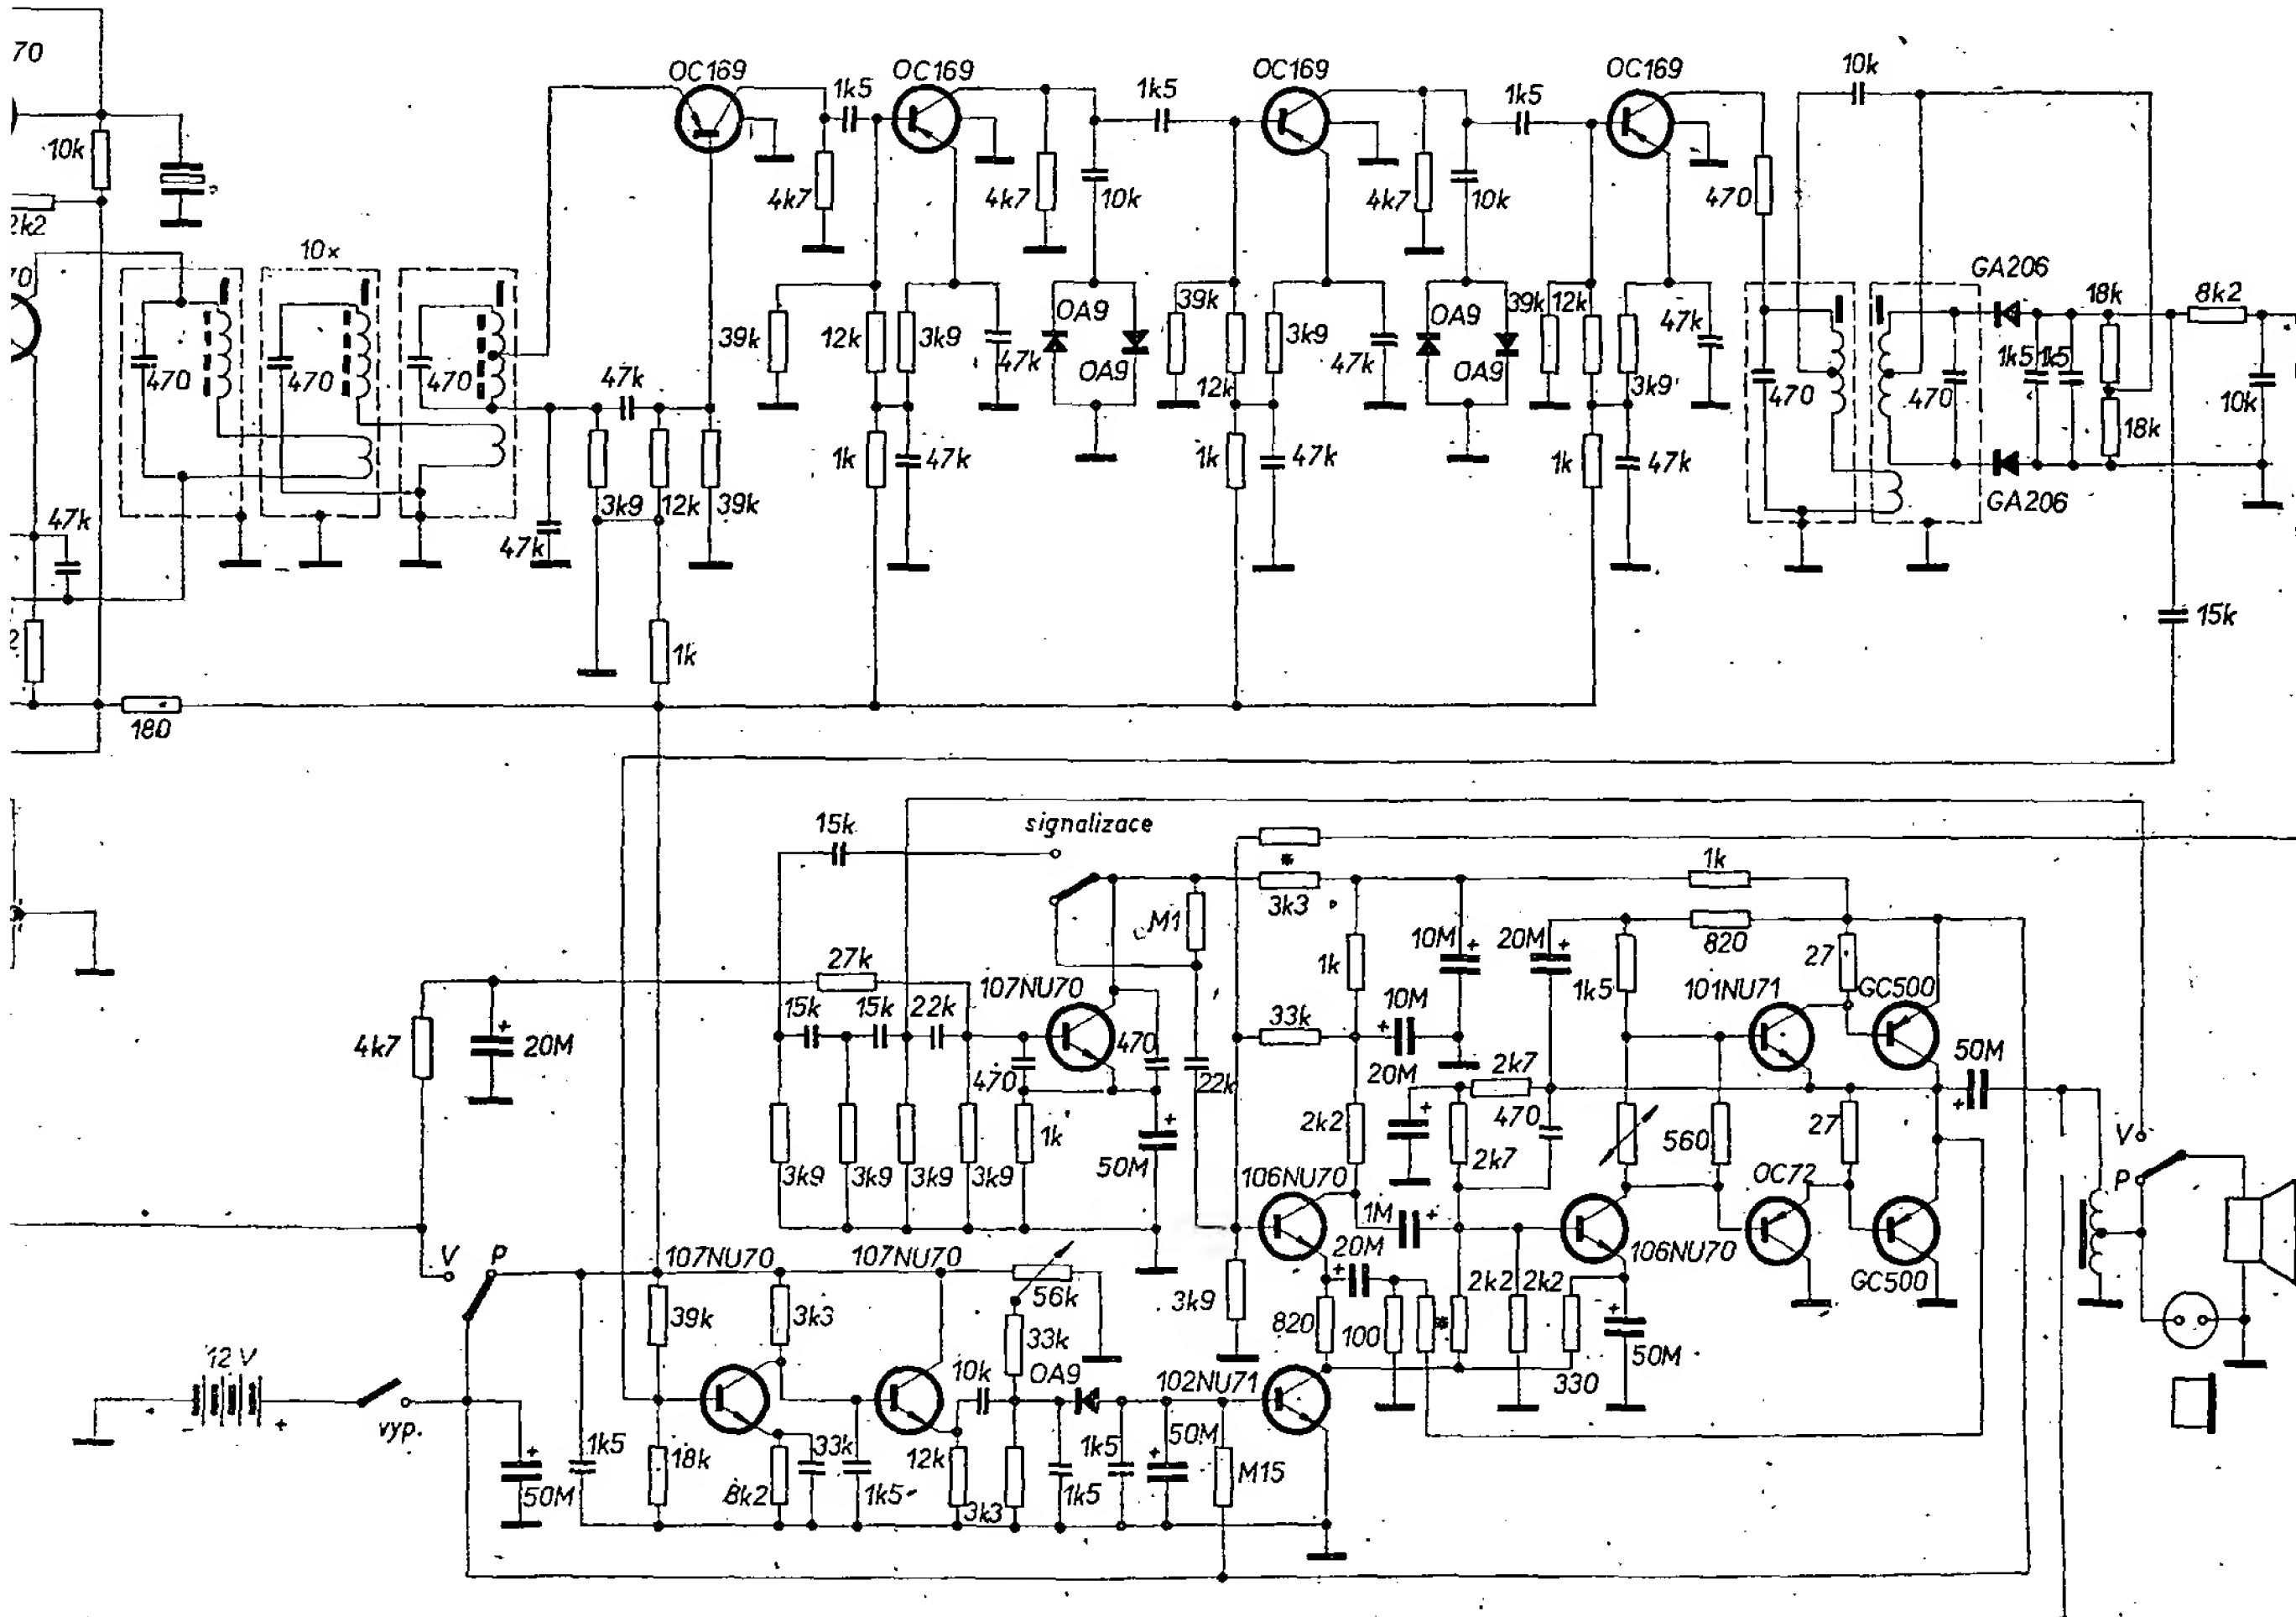 70
OC169
OC169
OC169
OC169
10k
1k5
1k5
1k5
10k
4k7
4k7
10k
4k7
10k
470
2k2
10x
GA206
70
39k
12k
3k9
47k
OA9
OA9
39k
12k
3k9
47k
OA9
OA9
39k
12k
3k9
47k
18k
8k2
470
470
470
47k
1k5
1k5
470
470
18k
10k
3k9
12k
39k
1k
47k
1k
47k
1k
47k
GA206
47k
47k
1k
15k
2
180
15k
signalizace
*
1k
3k3
M1
820
27k
107NU70
1k
10M
+
20M
+
1k5
27
101NU71
GC500
15k
15k
22k
33k
10M
+
4k7
+
20M
470
470
22k
20M
+
2k7
470
50M
+
1k
50M
+
2k2
2k7
560
27
3k9
3k9
3k9
3k9
106NU70
OC72
V
P
1M
+
106NU70
V
P
107NU70
107NU70
20M
+
GC500
56k
39k
3k3
33k
3k9
820
100
*
2k2
2k2
+
50M
12 V
10k
OA9
102NU71
330
-
+
vyp.
+
50M
1k5
18k
8k2
33k
1k5
12k
3k3
1k5
1k5
50M
+
M15